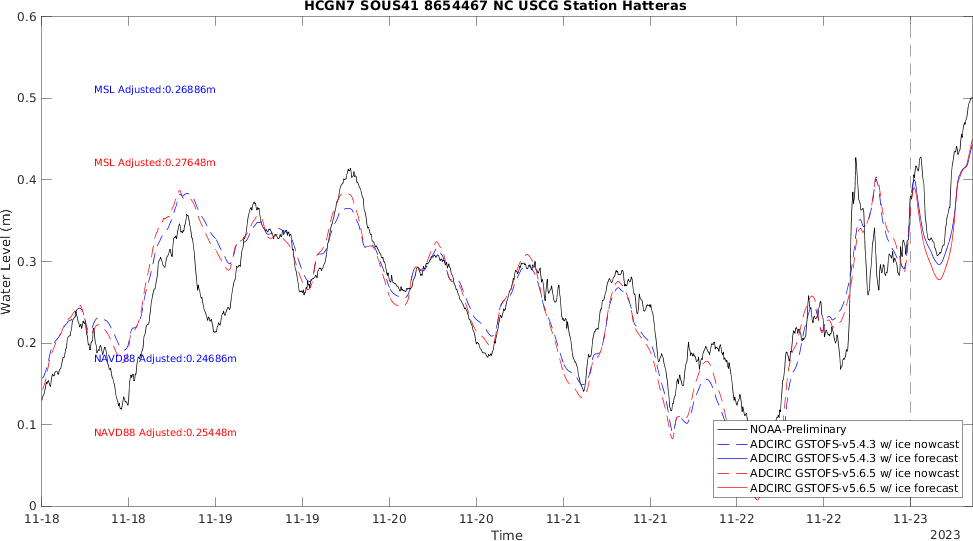 HCGN7 SOUS41 8654467 NC USCG Station Hatteras
0.6
0.5
0.4
0.3
0.2
0.1
0
Water Level (m)
MSL Adjusted:0.26886m
MSL Adjusted:0.27648m
NAVD88 Adjusted:0.24686m
NAVD88 Adjusted:0.25448m
NOAA-Preliminary
ADCIRC GSTOFS-v5.4.3 w/ ice nowcast
ADCIRC GSTOFS-v5.4.3 w/ ice forecast
ADCIRC GSTOFS-v5.6.5 w/ ice nowcast
ADCIRC GSTOFS-v5.6.5 w/ ice forecast
11-18 11-18 11-19 11-19 11-20 11-20 11-21 11-21 11-22 11-22 11-23
Time
2023